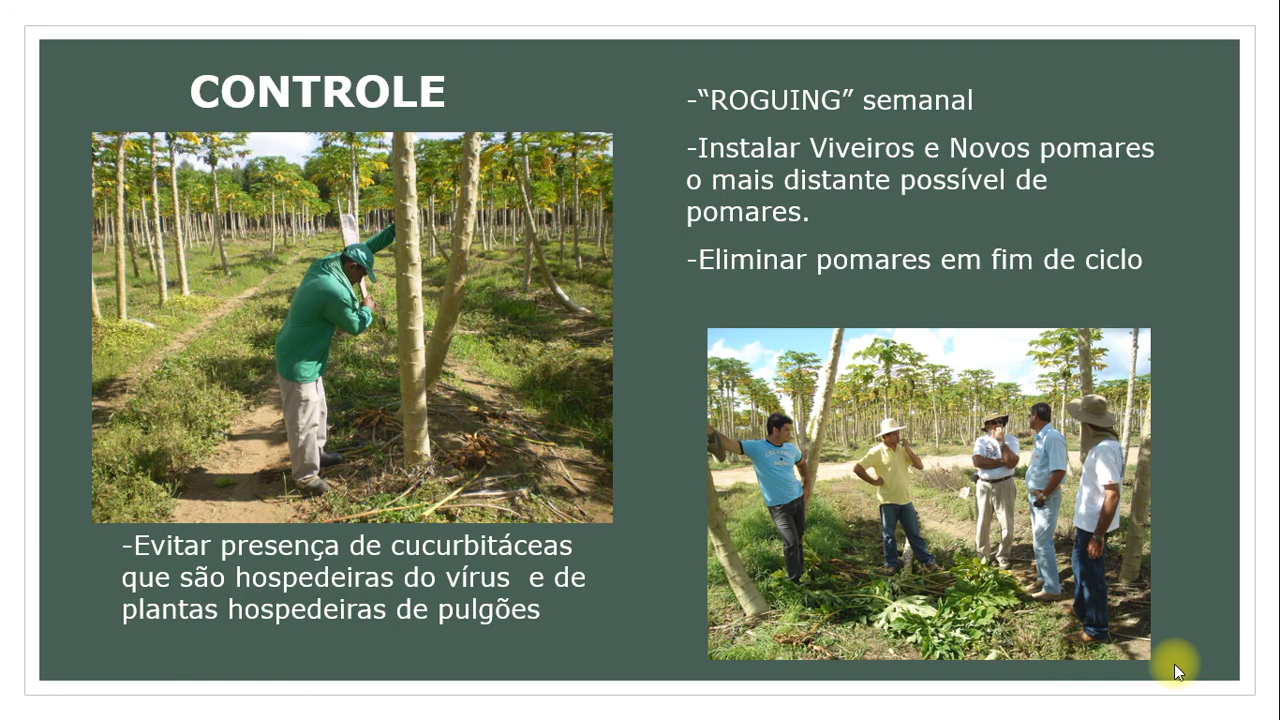 CONTROLE
-“ROGUING” semanal
-Instalar Viveiros e Novos pomares
o mais distante possível de
pomares.
-Eliminar pomares em fim de ciclo
-Evitar presença de cucurbitáceas
que são hospedeiras do vírus  e de
plantas hospedeiras de pulgões